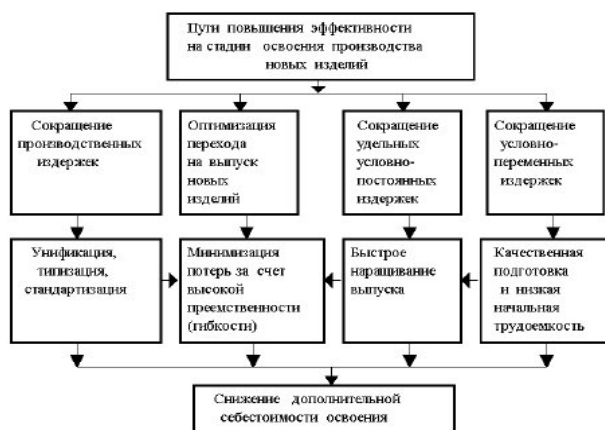 Пути повышения эффективности
на стадии освоения производства
новых изделий
Сокращение
производственных
издержек
Оптимизация
перехода
на выпуск
новых
изделий
Сокращение
удельных
условно-
постоянных
издержек
Сокращение
условно-
переменных
издержек
Унификация,
типизация,
стандартизация
Минимизация
потерь за счет
высокой
преемственности
(гибкости)
Быстрое
наращивание
выпуска
Качественная
подготовка
и низкая
начальная
трудоемкость
Снижение дополнительной
себестоимости освоения